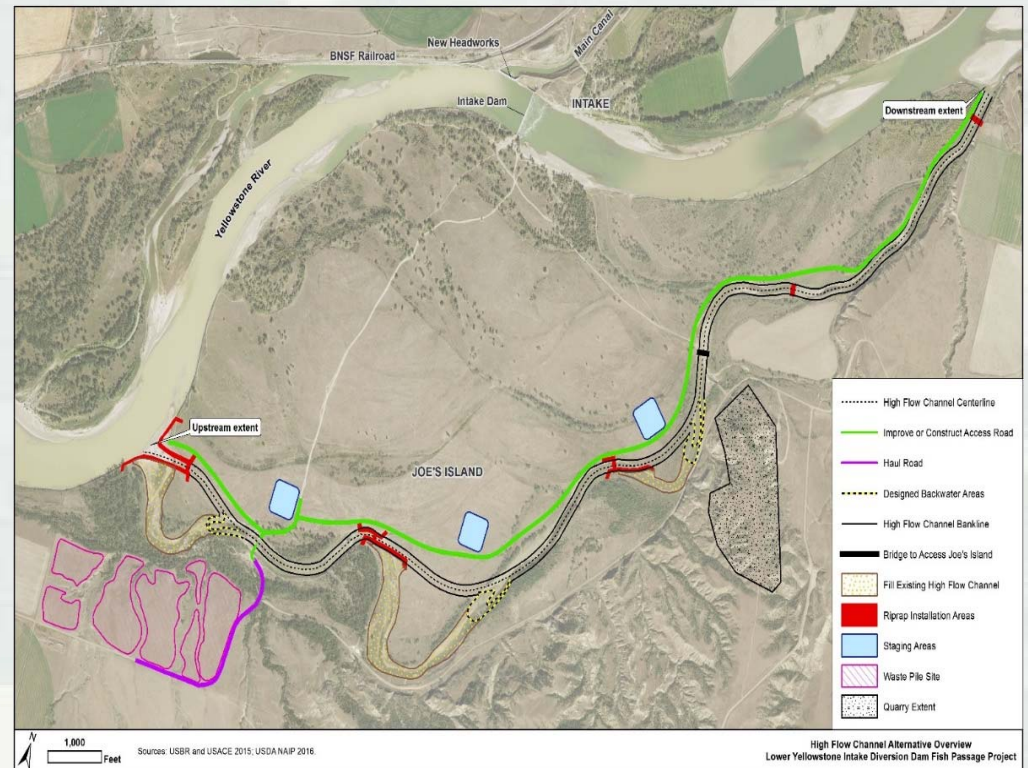 BNSF Railroad
New Headworks
Main Canal
Intake Dam
INTAKE
Downstream extent
Yellowstone River
Upstream extent
JOE'S ISLAND
High Flow Channel Centerline
Improve or Construct Access Road
Haul Road
Designed Backwater Areas
High Flow Channel Bankline
Bridge to Access Joe's Island
Fill Existing High Flow Channel
Riprap Installation Areas
Staging Areas
Waste Pile Site
Quarry Extent
N
1,000
Feet
Sources: USBR and USACE 2015; USDA NAIP 2016.
High Flow Channel Alternative Overview
Lower Yellowstone Intake Diversion Dam Fish Passage Project